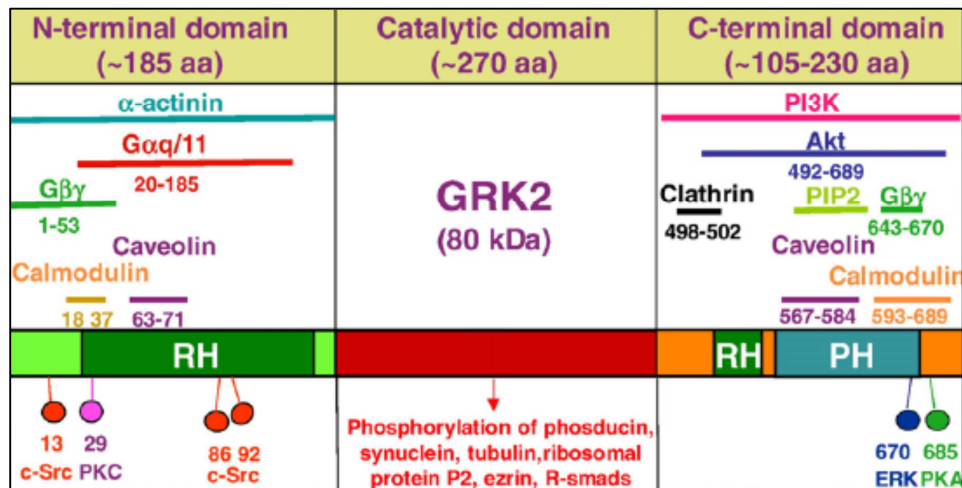 N-terminal domain
(~185 aa)
Catalytic domain
(~270 aa)
C-terminal domain
(~105-230 aa)
α-actinin
Gαq/11
20-185
Gβγ
1-53
Caveolin
Calmodulin
18 37
63-71
GRK2
(80 kDa)
PI3K
Akt
492-689
Clathrin
498-502
PIP2
Gβγ
643-670
Caveolin
Calmodulin
567-584
593-689
RH
RH
PH
13
c-Src
29
PKC
86 92
c-Src
Phosphorylation of phosducin,
synuclein, tubulin,ribosomal
protein P2, ezrin, R-smads
670
ERK
685
PKA